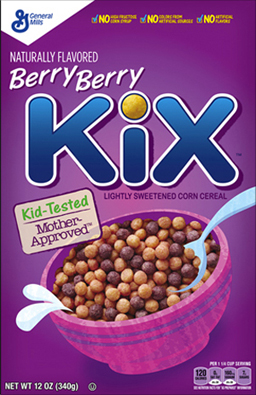 General
Mills
NO HIGH FRUCTOSE
CORN SYRUP
NO COLORS FROM
ARTIFICIAL SOURCES
NO ARTIFICIAL
FLAVORS
NATURALLY FLAVORED
Berry Berry
KiX
LIGHTLY SWEETENED CORN CEREAL
Kid-Tested
Mother-
Approved™
PER 1 1/4 CUP SERVING
120
NET WT 12 OZ (340g)
U